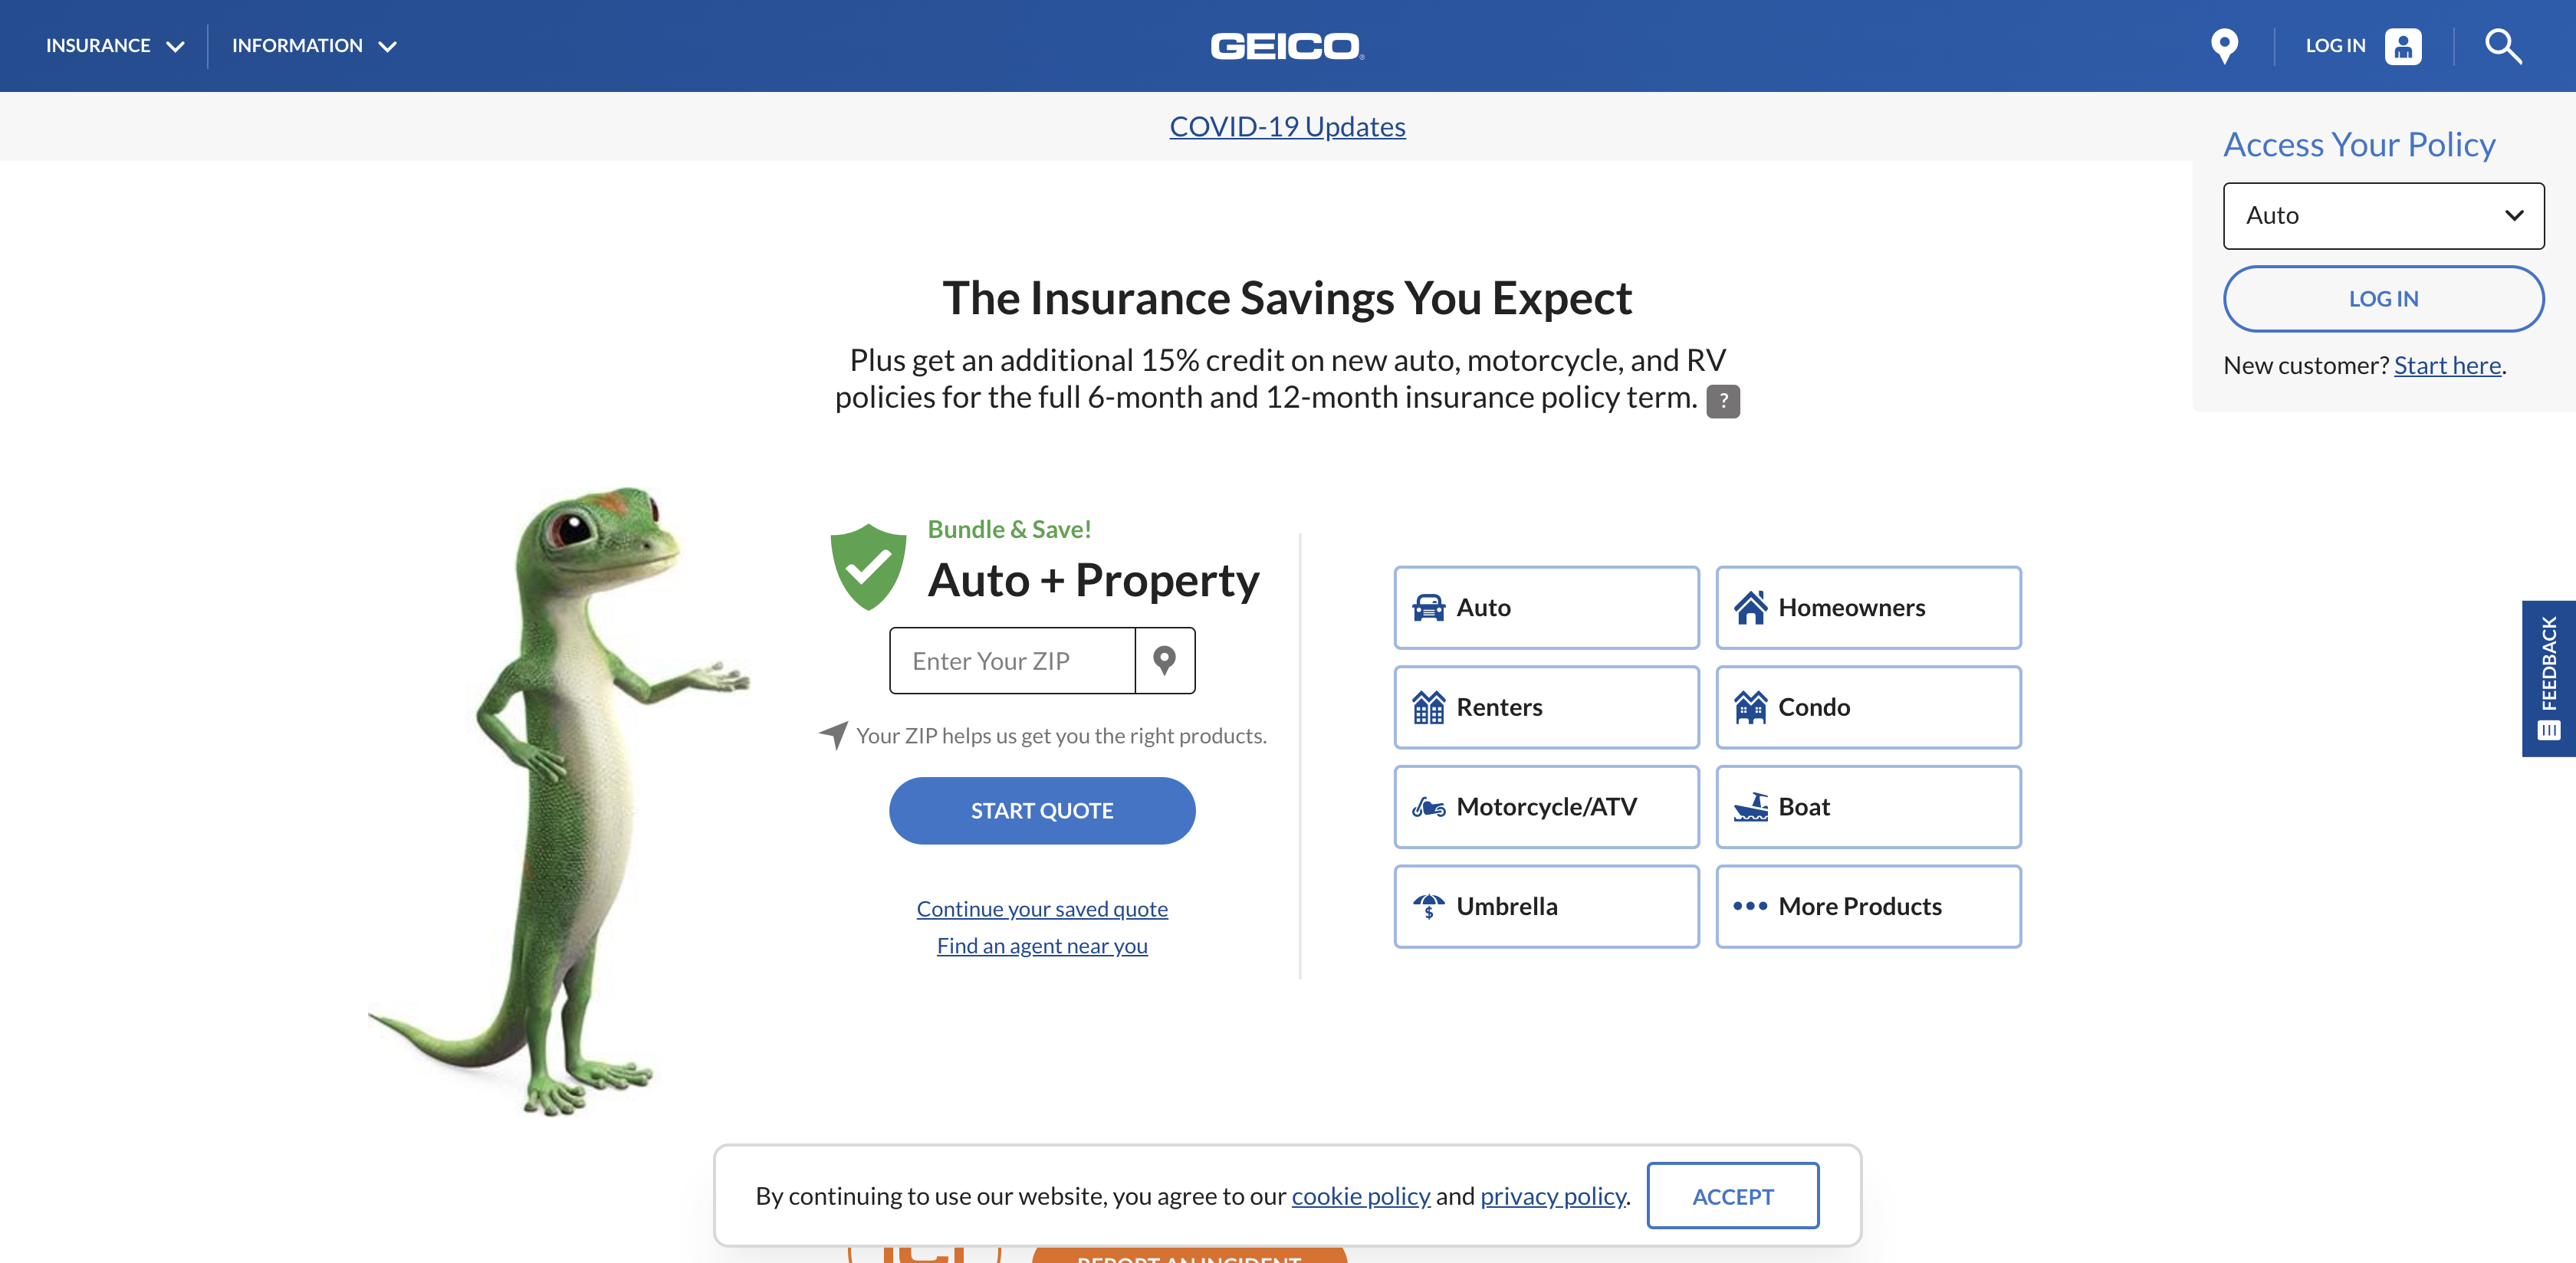 INSURANCE
INFORMATION
GEICO
LOG IN
COVID-19 Updates
Access Your Policy
Auto
LOG IN
New customer? Start here.
The Insurance Savings You Expect
Plus get an additional 15% credit on new auto, motorcycle, and RV
policies for the full 6-month and 12-month insurance policy term. ?
Bundle & Save!
Auto + Property
Enter Your ZIP
Your ZIP helps us get you the right products.
START QUOTE
Continue your saved quote
Find an agent near you
Auto
Homeowners
Renters
Condo
Motorcycle/ATV
Boat
Umbrella
More Products
FEEDBACK
By continuing to use our website, you agree to our cookie policy and privacy policy.
ACCEPT
REPORT AN INCIDENT